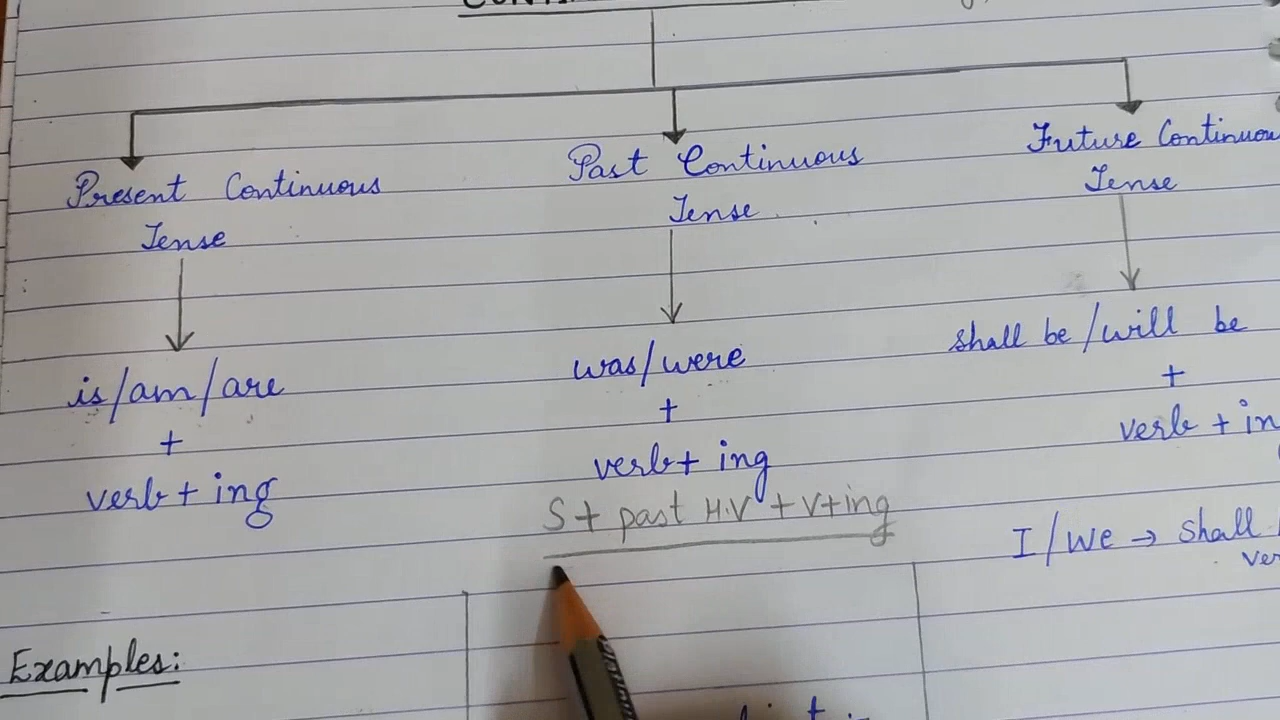 Present Continuous
Tense
is/am/are
+
verb + ing
Past Continuous
Tense
was/were
+
verb + ing
S + past H.V + V+ing
Future
Tense
shall be /will be
+
verb +
I/We → shall
Examples: